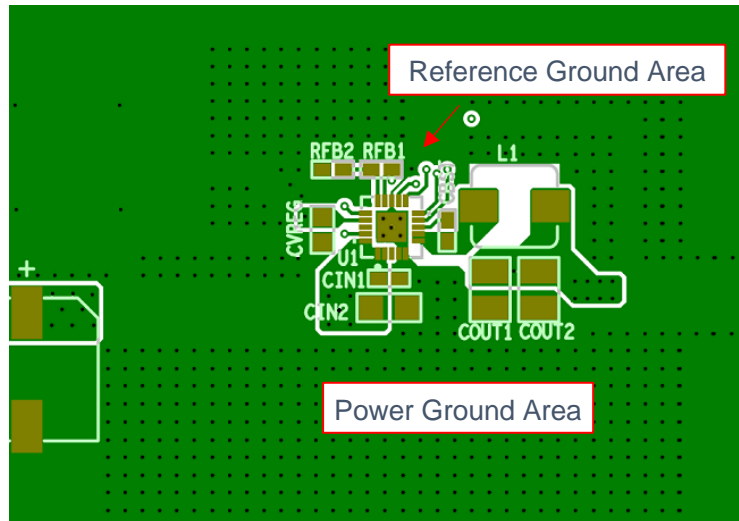 Reference Ground Area
RFB2 RFB1
L1
CVREG
U1
CIN1
CIN2
+
COUT1 COUT2
Power Ground Area